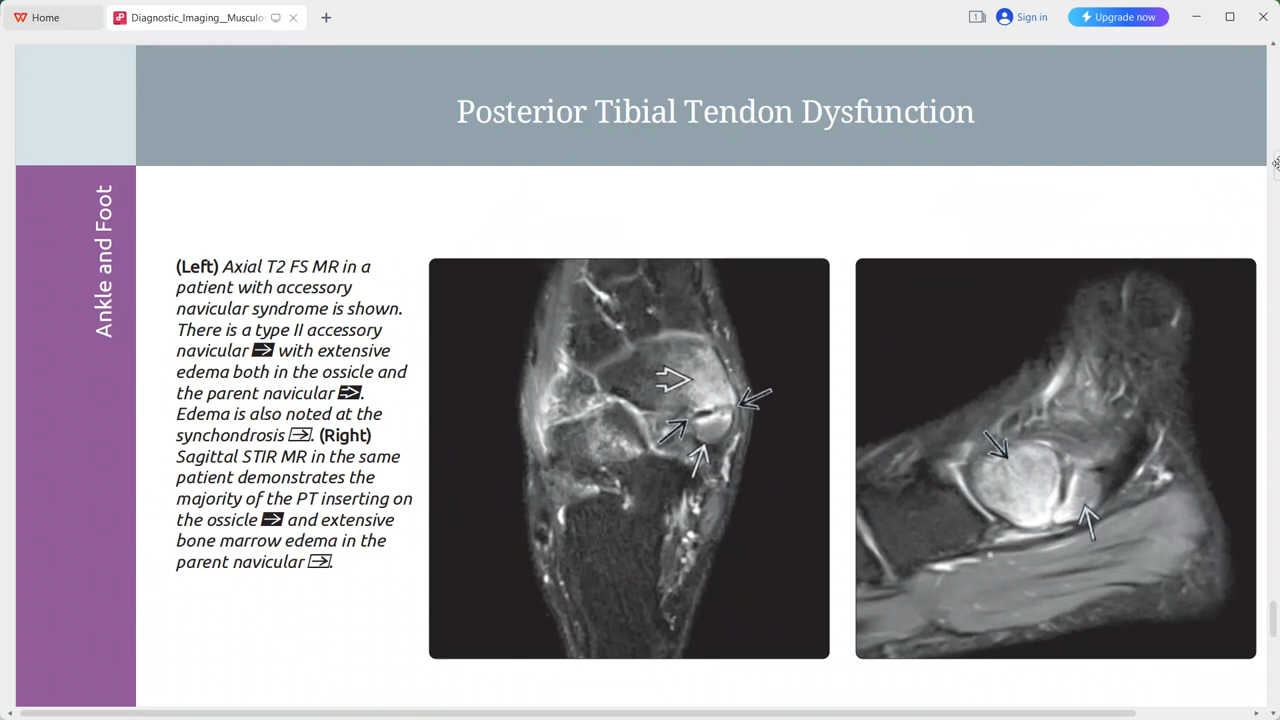 Home
Diagnostic_Imaging__Musculo
1
Sign in
Upgrade now
Posterior Tibial Tendon Dysfunction
Ankle and Foot
(Left) Axial T2 FS MR in a
patient with accessory
navicular syndrome is shown.
There is a type II accessory
navicular with extensive
edema both in the ossicle and
the parent navicular .
Edema is also noted at the
synchondrosis . (Right)
Sagittal STIR MR in the same
patient demonstrates the
majority of the PT inserting on
the ossicle and extensive
bone marrow edema in the
parent navicular .